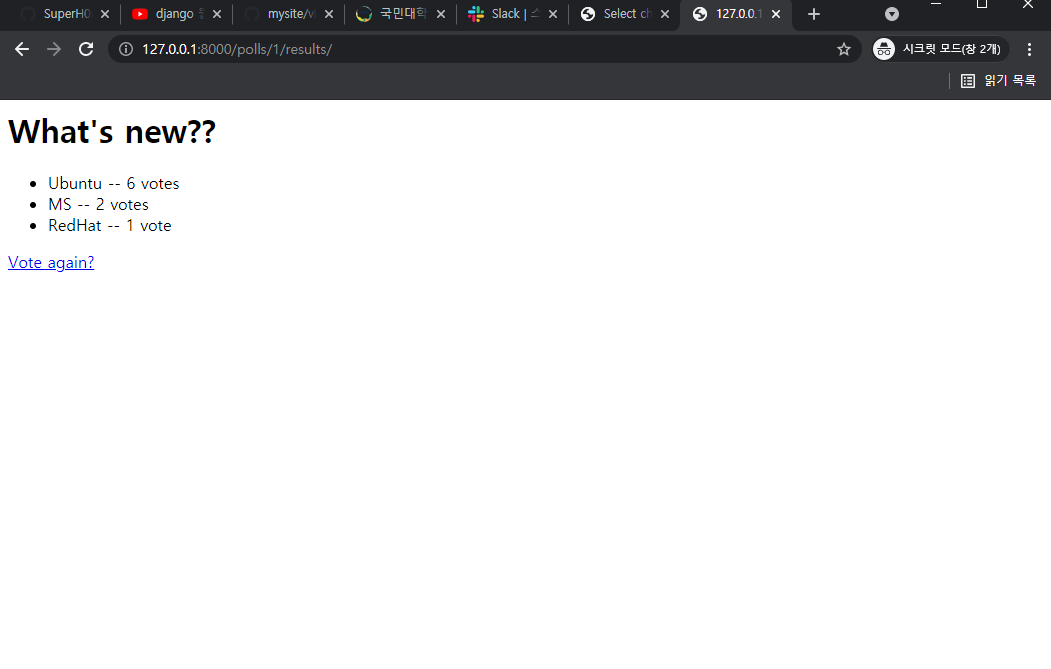 SuperH0 django mysite/vi 국민대학 Slack | Select ch 127.0.0.1
127.0.0.1:8000/polls/1/results/ 시크릿 모드(창 2개)
읽기 목록
What's new??
Ubuntu -- 6 votes
MS -- 2 votes
RedHat -- 1 vote
Vote again?